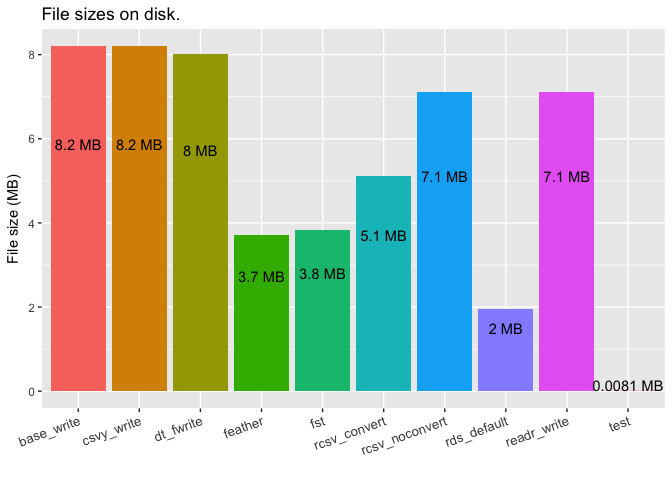 File sizes on disk.
File size (MB)
8
6
4
2
0
8.2 MB
8.2 MB
8 MB
3.7 MB
3.8 MB
5.1 MB
7.1 MB
2 MB
7.1 MB
0.0081 MB
base_write
csvy_write
dt_fwrite
feather
fst
rcsv_convert
rcsv_noconvert
rds_default
readr_write
test